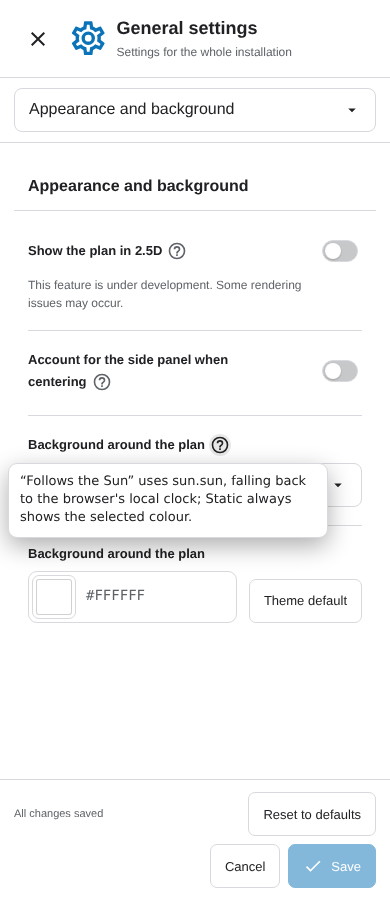 General settings
Settings for the whole installation
Appearance and background
Appearance and background
Show the plan in 2.5D
This feature is under development. Some rendering
issues may occur.
Account for the side panel when
centering
Background around the plan
“Follows the Sun” uses sun.sun, falling back
to the browser's local clock; Static always
shows the selected colour.
Background around the plan
#FFFFFF
Theme default
All changes saved
Reset to defaults
Cancel
Save